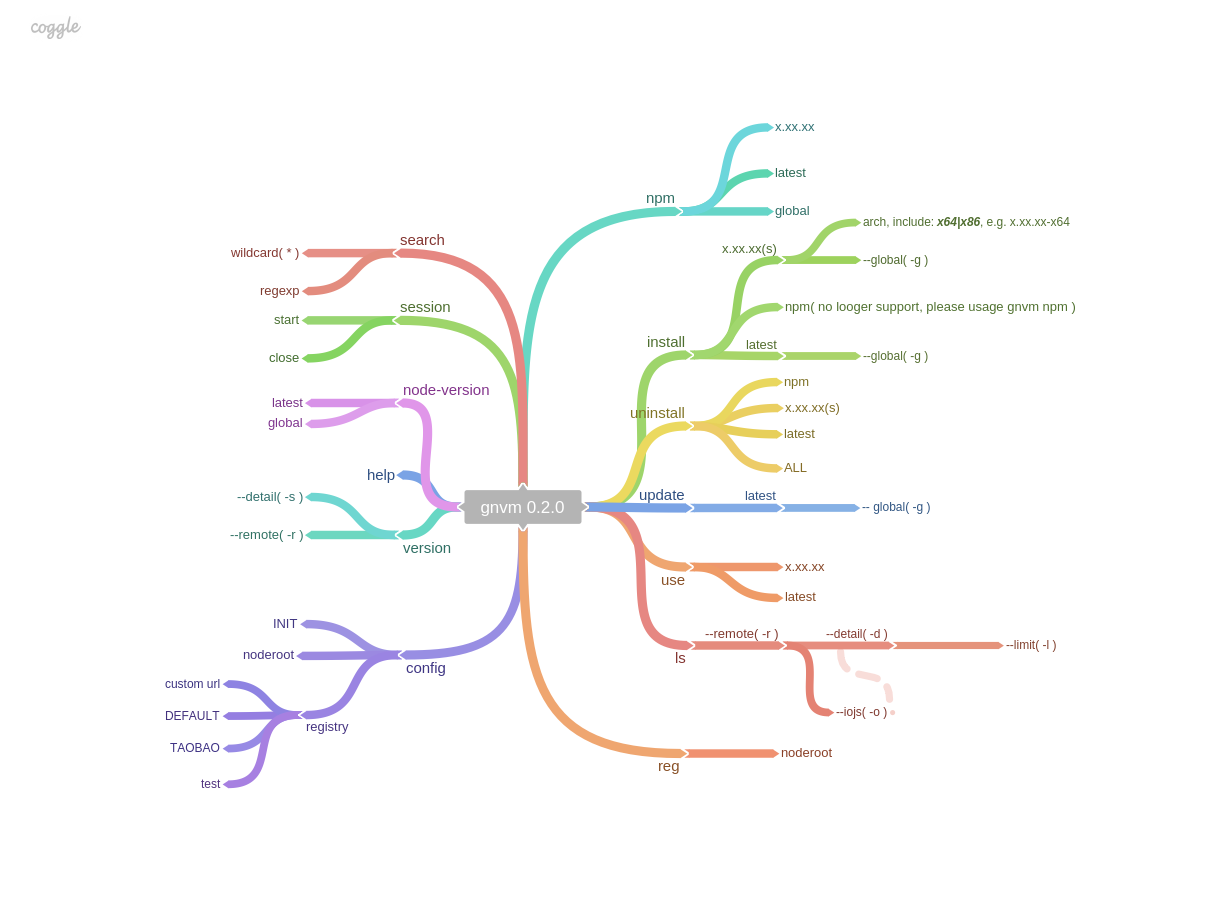 coggle
gnvm 0.2.0
npm
x.xx.xx
latest
global
install
x.xx.xx(s)
arch, include: x64|x86, e.g. x.xx.xx-x64
--global( -g )
npm( no looger support, please usage gnvm npm )
latest
--global( -g )
uninstall
npm
x.xx.xx(s)
latest
ALL
update
latest
-- global( -g )
use
x.xx.xx
latest
ls
--remote( -r )
--detail( -d )
--limit( -l )
--iojs( -o )
reg
noderoot
search
wildcard( * )
regexp
session
start
close
node-version
latest
global
help
version
--detail( -s )
--remote( -r )
config
INIT
noderoot
registry
custom url
DEFAULT
TAOBAO
test